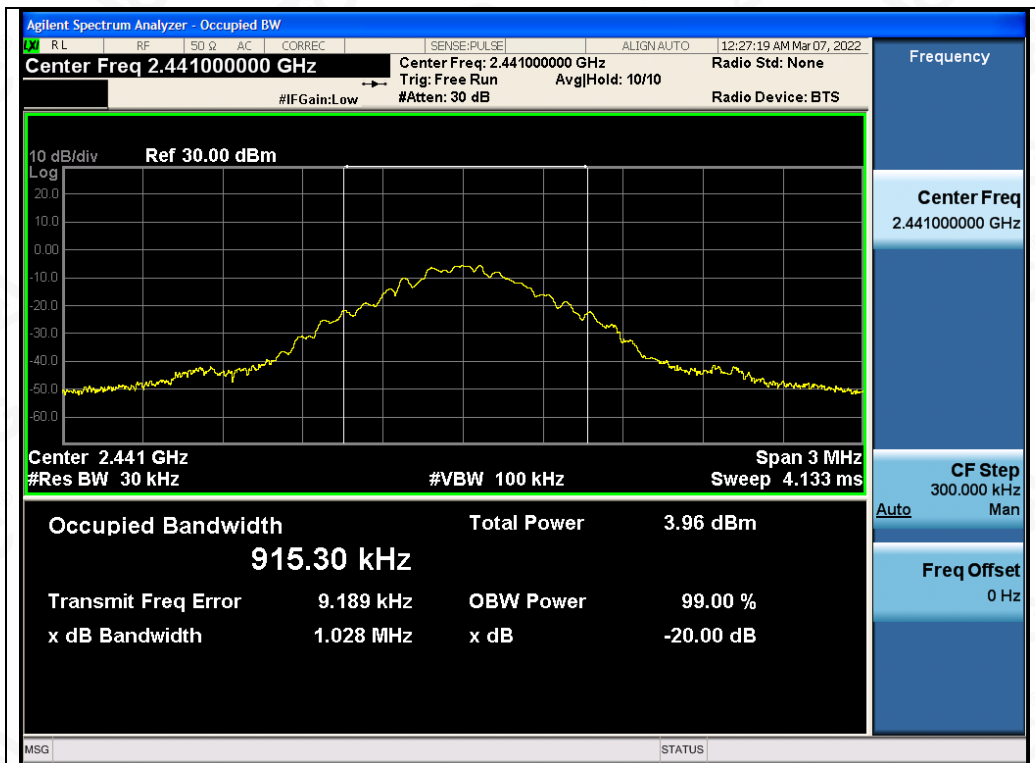 Agilent Spectrum Analyzer - Occupied BW
LXI RL RF 50 Ω AC CORREC SENSE:PULSE ALIGN AUTO 12:27:19 AM Mar 07, 2022
Center Freq 2.441000000 GHz Center Freq: 2.441000000 GHz Radio Std: None
Trig: Free Run Avg|Hold: 10/10
#IFGain:Low #Atten: 30 dB Radio Device: BTS
10 dB/div Ref 30.00 dBm
Log
20.0
10.0
0.00
-10.0
-20.0
-30.0
-40.0
-50.0
-60.0
Center 2.441 GHz Span 3 MHz
#Res BW 30 kHz #VBW 100 kHz Sweep 4.133 ms
Occupied Bandwidth Total Power 3.96 dBm
915.30 kHz
Transmit Freq Error 9.189 kHz OBW Power 99.00 %
x dB Bandwidth 1.028 MHz x dB -20.00 dB
Frequency
Center Freq
2.441000000 GHz
CF Step
300.000 kHz
Auto Man
Freq Offset
0 Hz
MSG STATUS